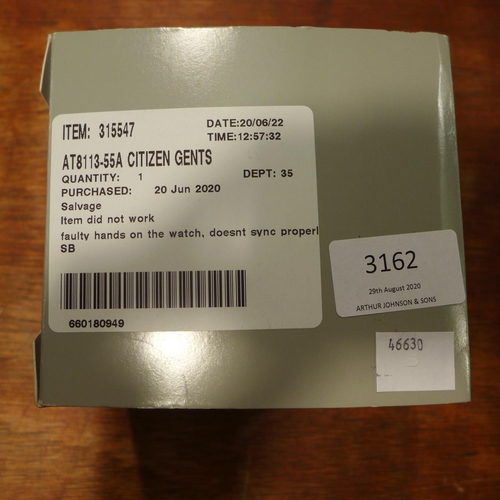 ITEM: 315547
DATE:20/06/22
TIME:12:57:32
AT8113-55A CITIZEN GENTS
QUANTITY: 1
DEPT: 35
PURCHASED: 20 Jun 2020
Salvage
Item did not work
faulty hands on the watch, doesnt sync properl
SB
660180949
3162
29th August 2020
ARTHUR JOHNSON & SONS
46630